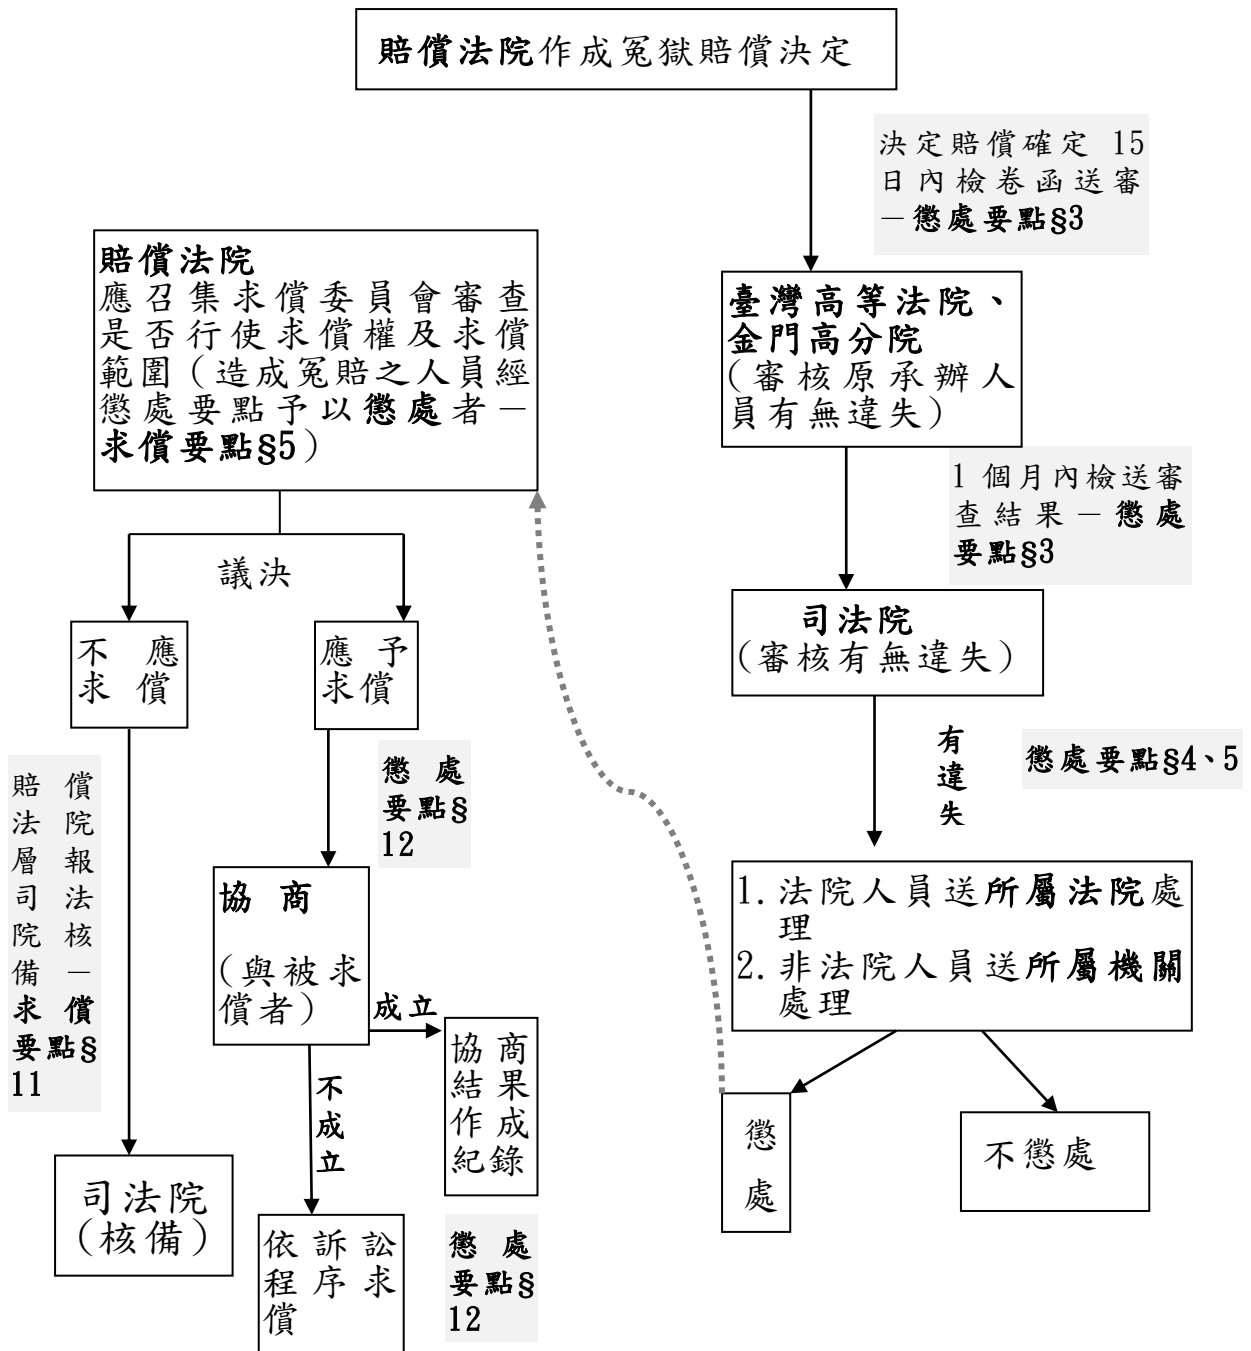 賠償法院作成冤獄賠償決定
決定賠償確定 15
日內檢卷函送審
－懲處要點§3
賠償法院
應召集求償委員會審查
是否行使求償權及求償
範圍（造成冤賠之人員經
懲處要點予以懲處者－
求償要點§5）
臺灣高等法院、
金門高分院
（審核原承辦人
員有無違失）
1 個月內檢送審
查結果－懲處
要點§3
議決
司法院
（審核有無違失）
不應
求償
應予
求償
有
違
失
懲處要點§4、5
懲處
要點§
12
賠償
法院
層報
司法
院核
備－
求償
要點§
11
協商
（與被求
償者）
成立
協商
結果
作成
紀錄
1. 法院人員送所屬法院處
理
2. 非法院人員送所屬機關
處理
不
成
立
懲
處
不懲處
司法院
（核備）
依訴訟
程序求
償
懲處
要點§
12